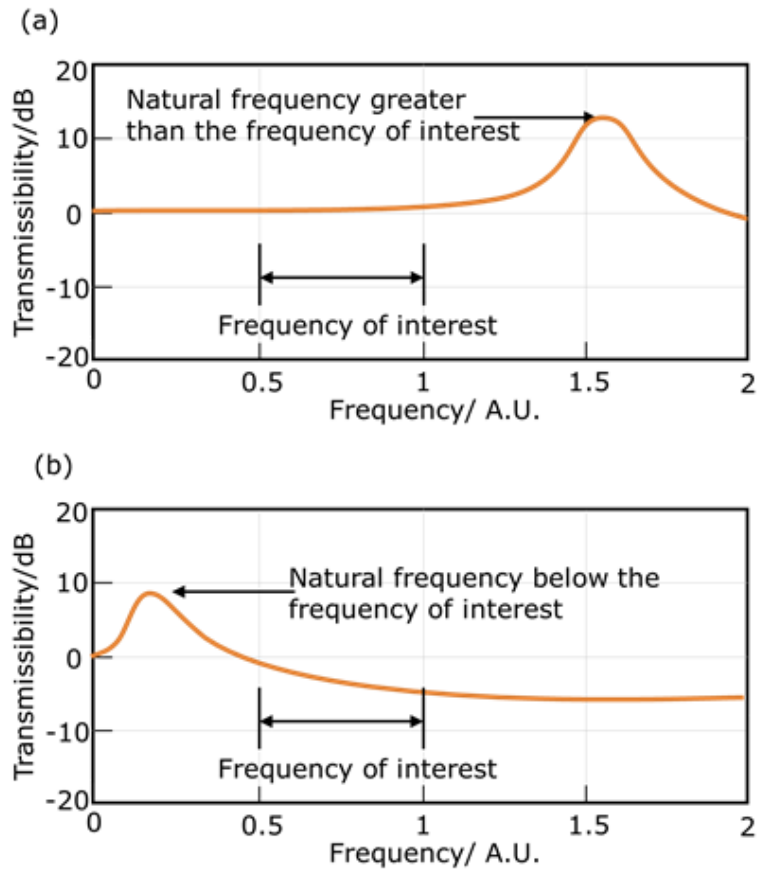 (a)
20
Natural frequency greater
than the frequency of interest
10
0
-10
-20
Transmissibility/dB
Frequency of interest
0 0.5 1 1.5 2
Frequency/ A.U.
(b)
20
10
Natural frequency below the
frequency of interest
0
-10
-20
Transmissibility/dB
Frequency of interest
0 0.5 1 1.5 2
Frequency/ A.U.